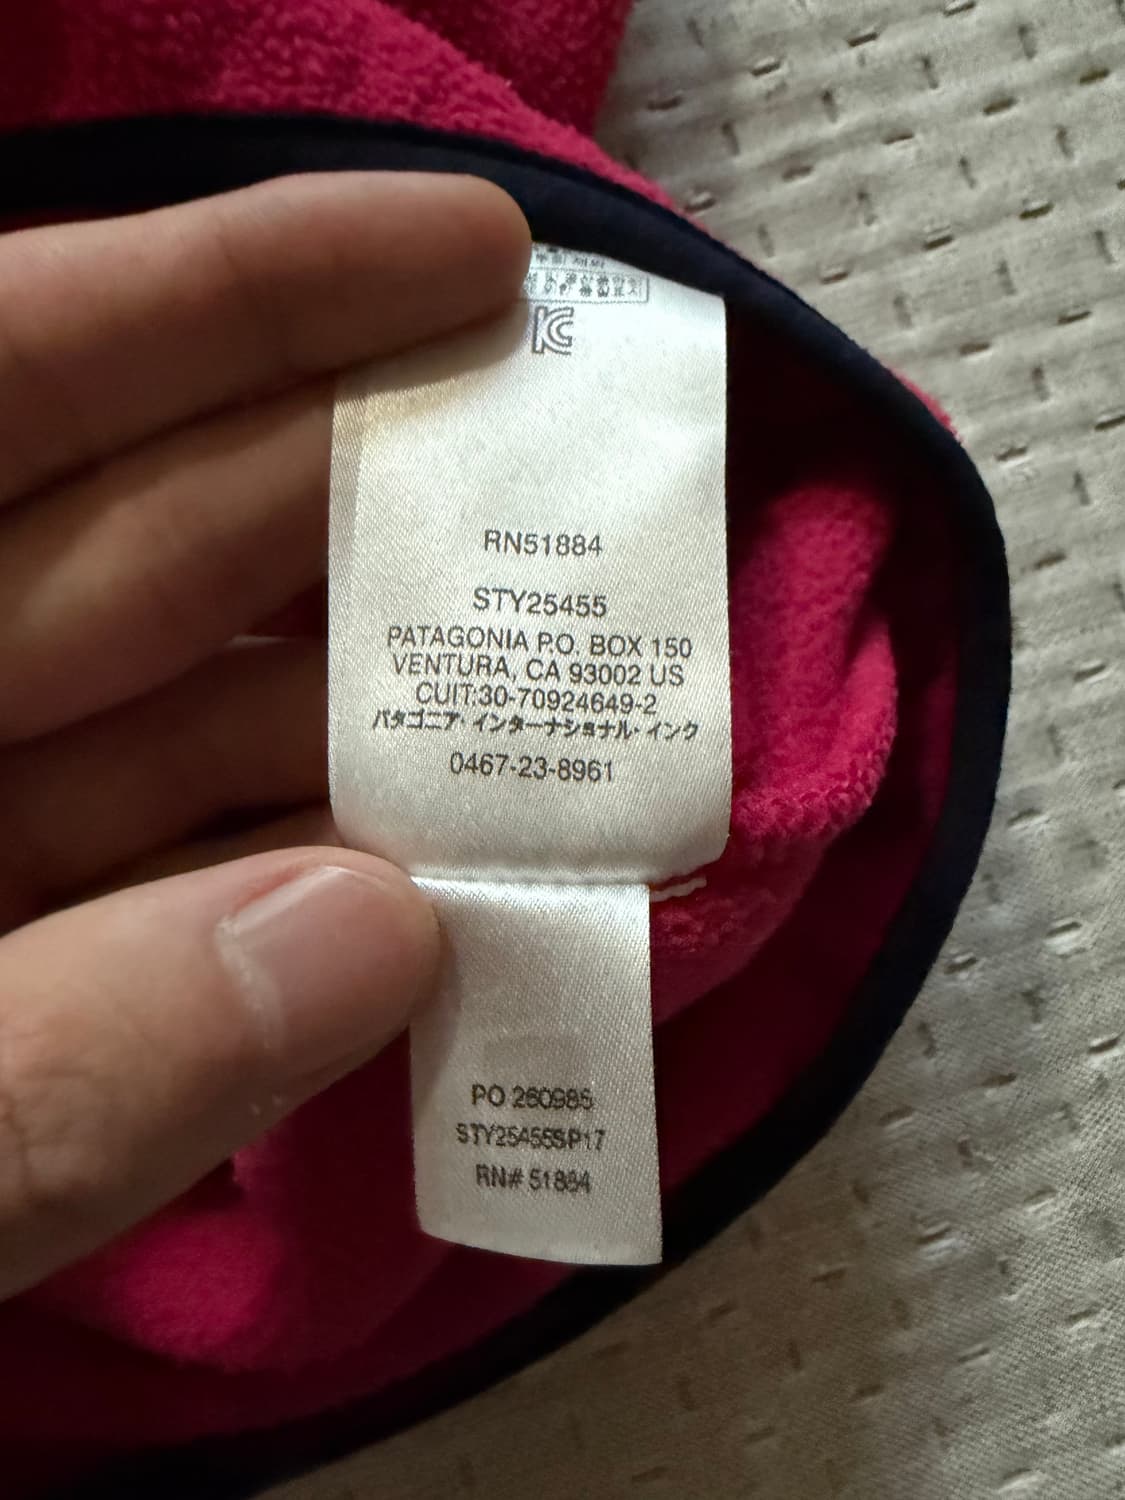 RN51884
STY25455
PATAGONIA P.O. BOX 150
VENTURA, CA 93002 US
CUIT:30-70924649-2
パタゴニア・インターナショナル・インク
0467-23-8961
PO 260985
STY25455SP17
RN# 51884